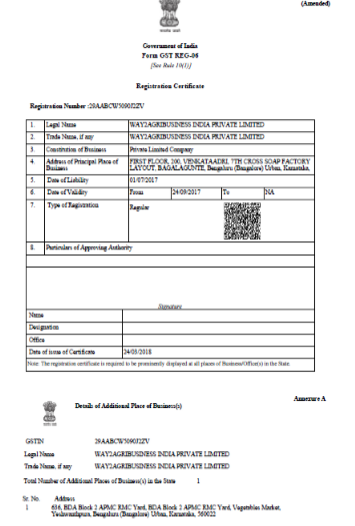 (Amended)
Government of India
Form GST REG-06
[See Rule 10(1)]
Registration Certificate
Registration Number :29AABCW5090J2ZV
1. Legal Name WAY2AGRIBUSINESS INDIA PRIVATE LIMITED
2. Trade Name, if any WAY2AGRIBUSINESS INDIA PRIVATE LIMITED
3. Constitution of Business Private Limited Company
4. Address of Principal Place of Business FIRST FLOOR, 200, VENKATAADRI, 7TH CROSS SOAP FACTORY
LAYOUT, BAGALAGUNTE, Bengaluru (Bangalore) Urban, Karnataka,
5. Date of Liability 01/07/2017
6. Date of Validity From 24/09/2017 To NA
7. Type of Registration Regular
8. Particulars of Approving Authority
Signature
Name
Designation
Office
Date of issue of Certificate 24/03/2018
Note: The registration certificate is required to be prominently displayed at all places of Business/Office(s) in the State.
Annexure A
Details of Additional Place of Business(s)
GSTIN 29AABCW5090J2ZV
Legal Name WAY2AGRIBUSINESS INDIA PRIVATE LIMITED
Trade Name, if any WAY2AGRIBUSINESS INDIA PRIVATE LIMITED
Total Number of Additional Places of Business(s) in the State 1
Sr. No. Address
1 636, BDA Block 2 APMC RMC Yard, BDA Block 2 APMC RMC Yard, Vegetables Market,
Yeshwanthpura, Bengaluru (Bangalore) Urban, Karnataka, 560022